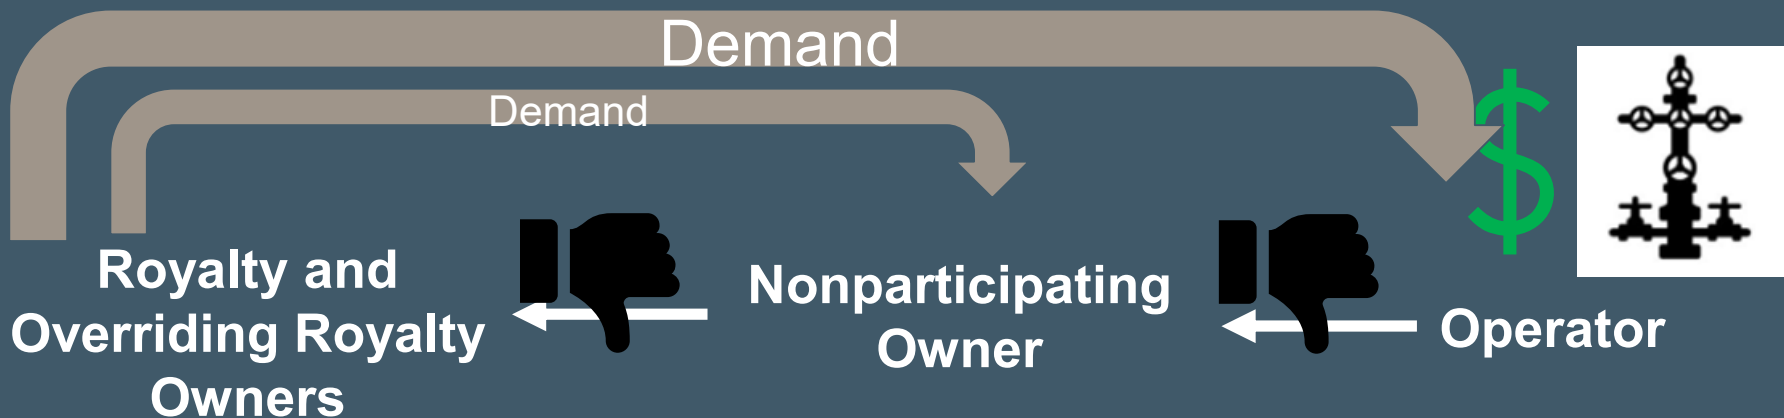 Demand
Demand
Royalty and
Overriding Royalty
Owners
Nonparticipating
Owner
Operator
$